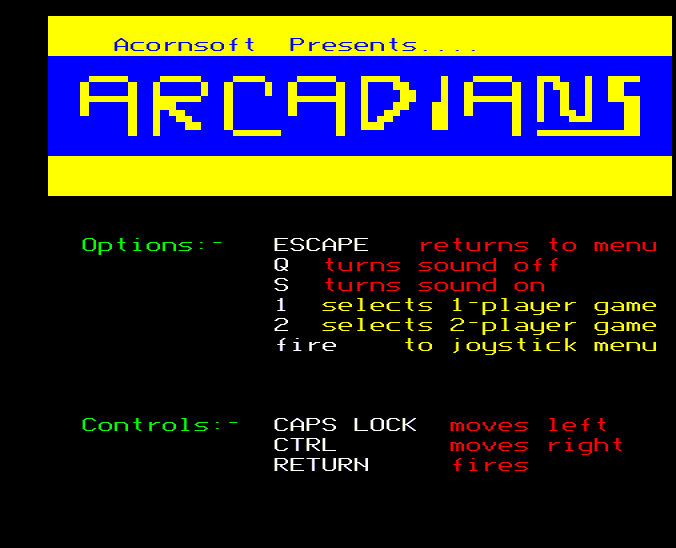 Acornsoft Presents....
ARCADIANS
Options:- ESCAPE returns to menu
Q turns sound off
S turns sound on
1 selects 1-player game
2 selects 2-player game
fire to joystick menu
Controls:- CAPS LOCK moves left
CTRL moves right
RETURN fires